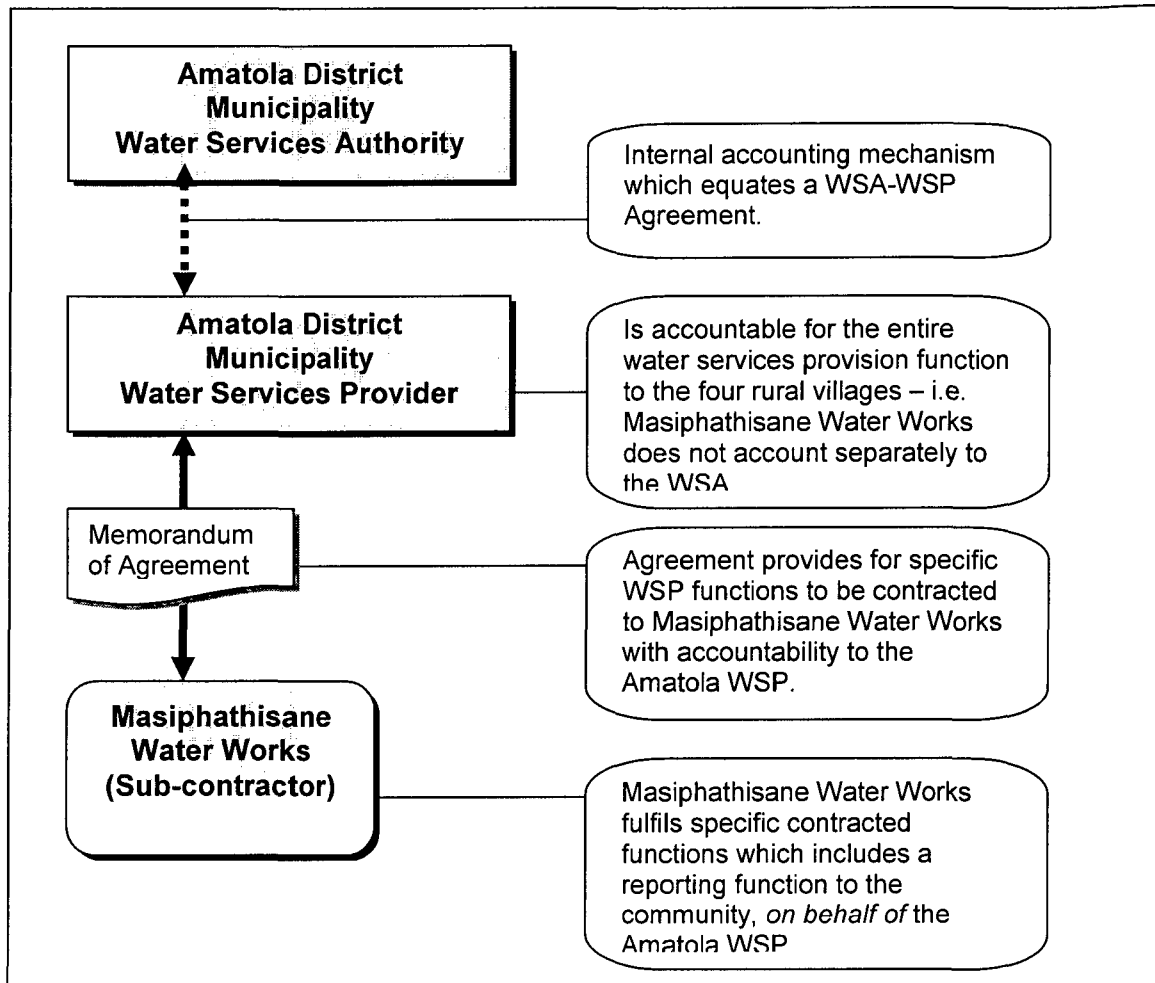 Amatola District
Municipality
Water Services Authority
Internal accounting mechanism
which equates a WSA-WSP
Agreement.
Amatola District
Municipality
Water Services Provider
Is accountable for the entire
water services provision function
to the four rural villages – i.e.
Masiphathisane Water Works
does not account separately to
the WSA
Memorandum
of Agreement
Agreement provides for specific
WSP functions to be contracted
to Masiphathisane Water Works
with accountability to the
Amatola WSP.
Masiphathisane
Water Works
(Sub-contractor)
Masiphathisane Water Works
fulfils specific contracted
functions which includes a
reporting function to the
community, on behalf of the
Amatola WSP